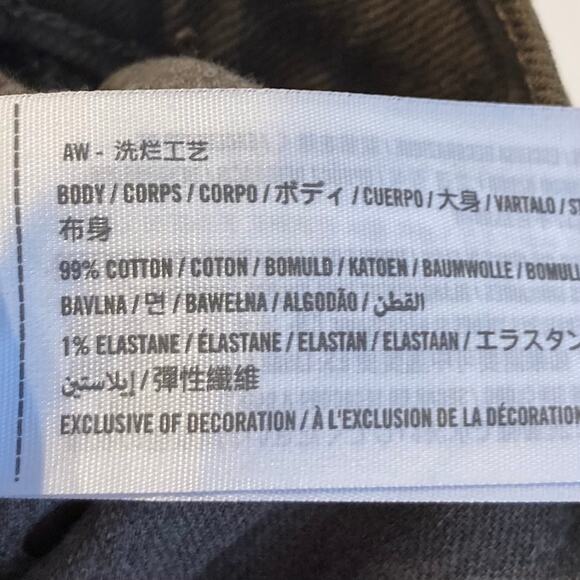 AW - 洗烂工艺
BODY / CORPS / CORPO / ボディ / CUERPO / 大身 / VARTALO /
布身
99% COTTON / COTON / BOMULD / KATOEN / BAUMWOLLE / BOMULL
BAVLNA / 면 / BAWEŁNA / ALGODÃO / القطن
1% ELASTANE / ÉLASTANE / ELASTAN / ELASTAAN / エラスタン
إيلاستين / 彈性纖維
EXCLUSIVE OF DECORATION / À L'EXCLUSION DE LA DÉCORATION